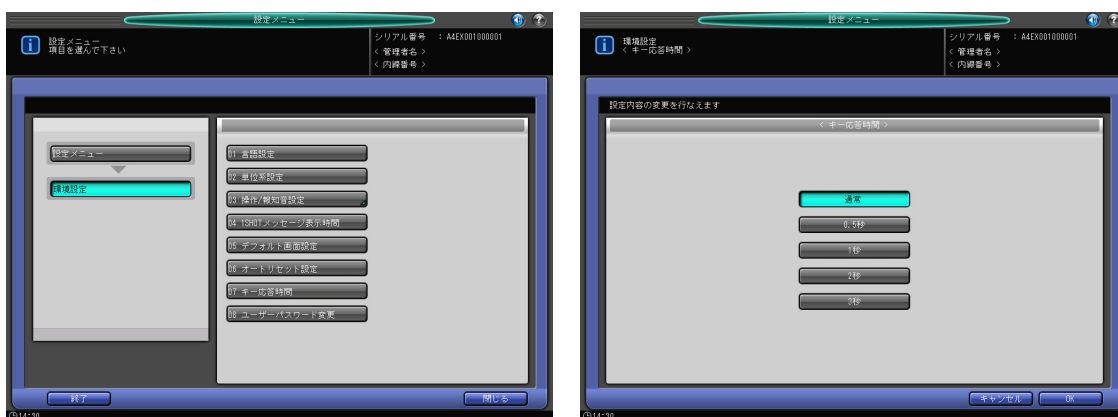 設定メニュー
設定メニュー
項目を選んで下さい
シリアル番号 : A4EX001000001
< 管理者名 >
< 内線番号 >
設定メニュー
環境設定
01 言語設定
02 単位系設定
03 操作/報知音設定
04 1SHOTメッセージ表示時間
05 デフォルト画面設定
06 オートリセット設定
07 キー応答時間
08 ユーザーパスワード変更
終了
閉じる
14:30
設定メニュー
環境設定
< キー応答時間 >
シリアル番号 : A4EX001000001
< 管理者名 >
< 内線番号 >
設定内容の変更を行なえます
< キー応答時間 >
通常
0.5秒
1秒
2秒
3秒
キャンセル
OK
14:30